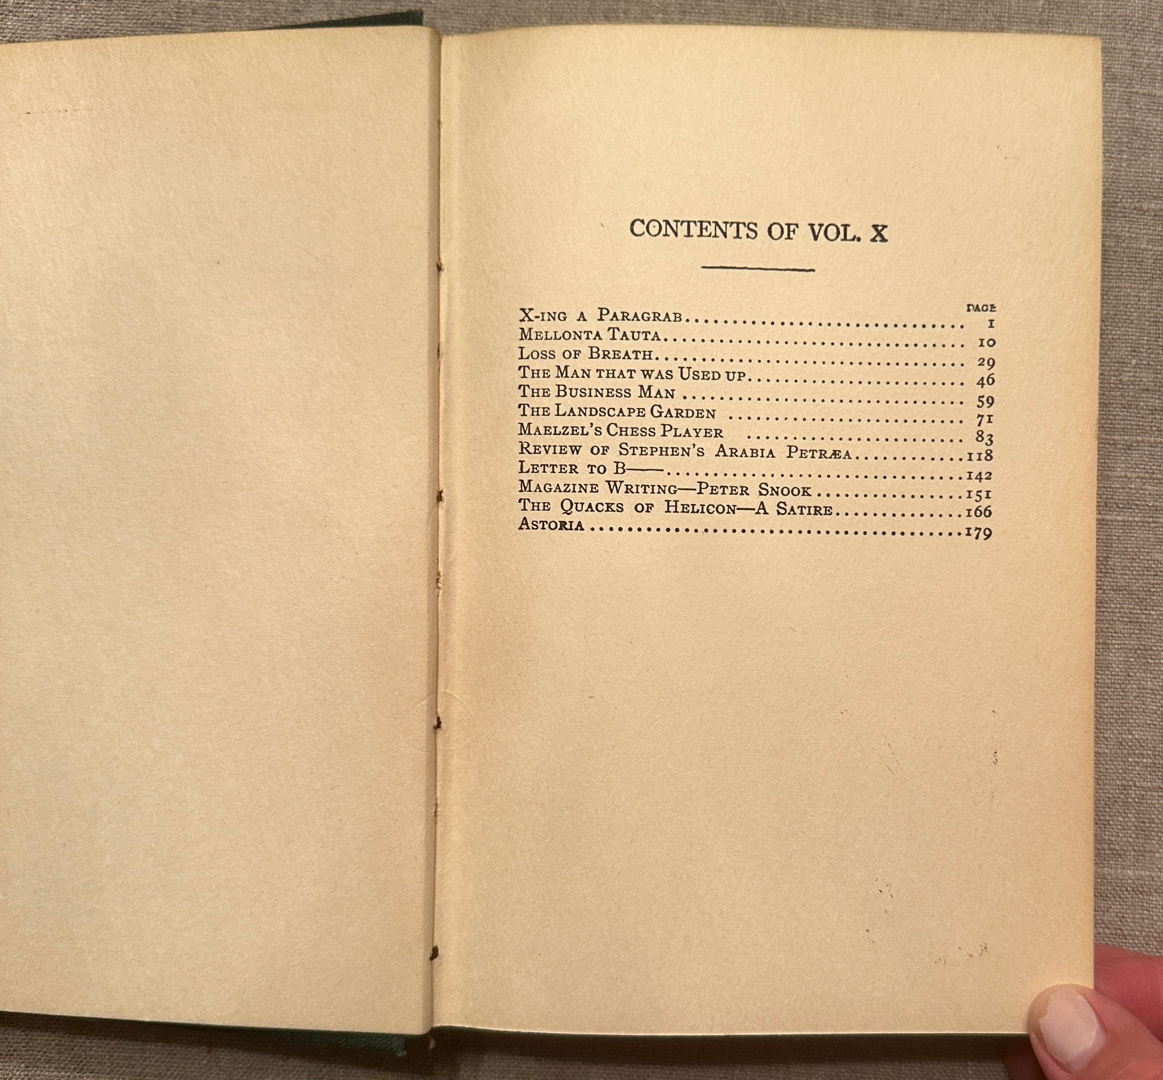 CONTENTS OF VOL. X
PAGE
X-ING A PARAGRAB.............................. 1
MELLONTA TAUTA................................ 10
LOSS OF BREATH................................ 29
THE MAN THAT WAS USED UP....................... 46
THE BUSINESS MAN .............................. 59
THE LANDSCAPE GARDEN .......................... 71
MAELZEL'S CHESS PLAYER ........................ 83
REVIEW OF STEPHEN'S ARABIA PETRÆA............118
LETTER TO B——................................142
MAGAZINE WRITING—PETER SNOOK................151
THE QUACKS OF HELICON—A SATIRE..............166
ASTORIA .......................................179